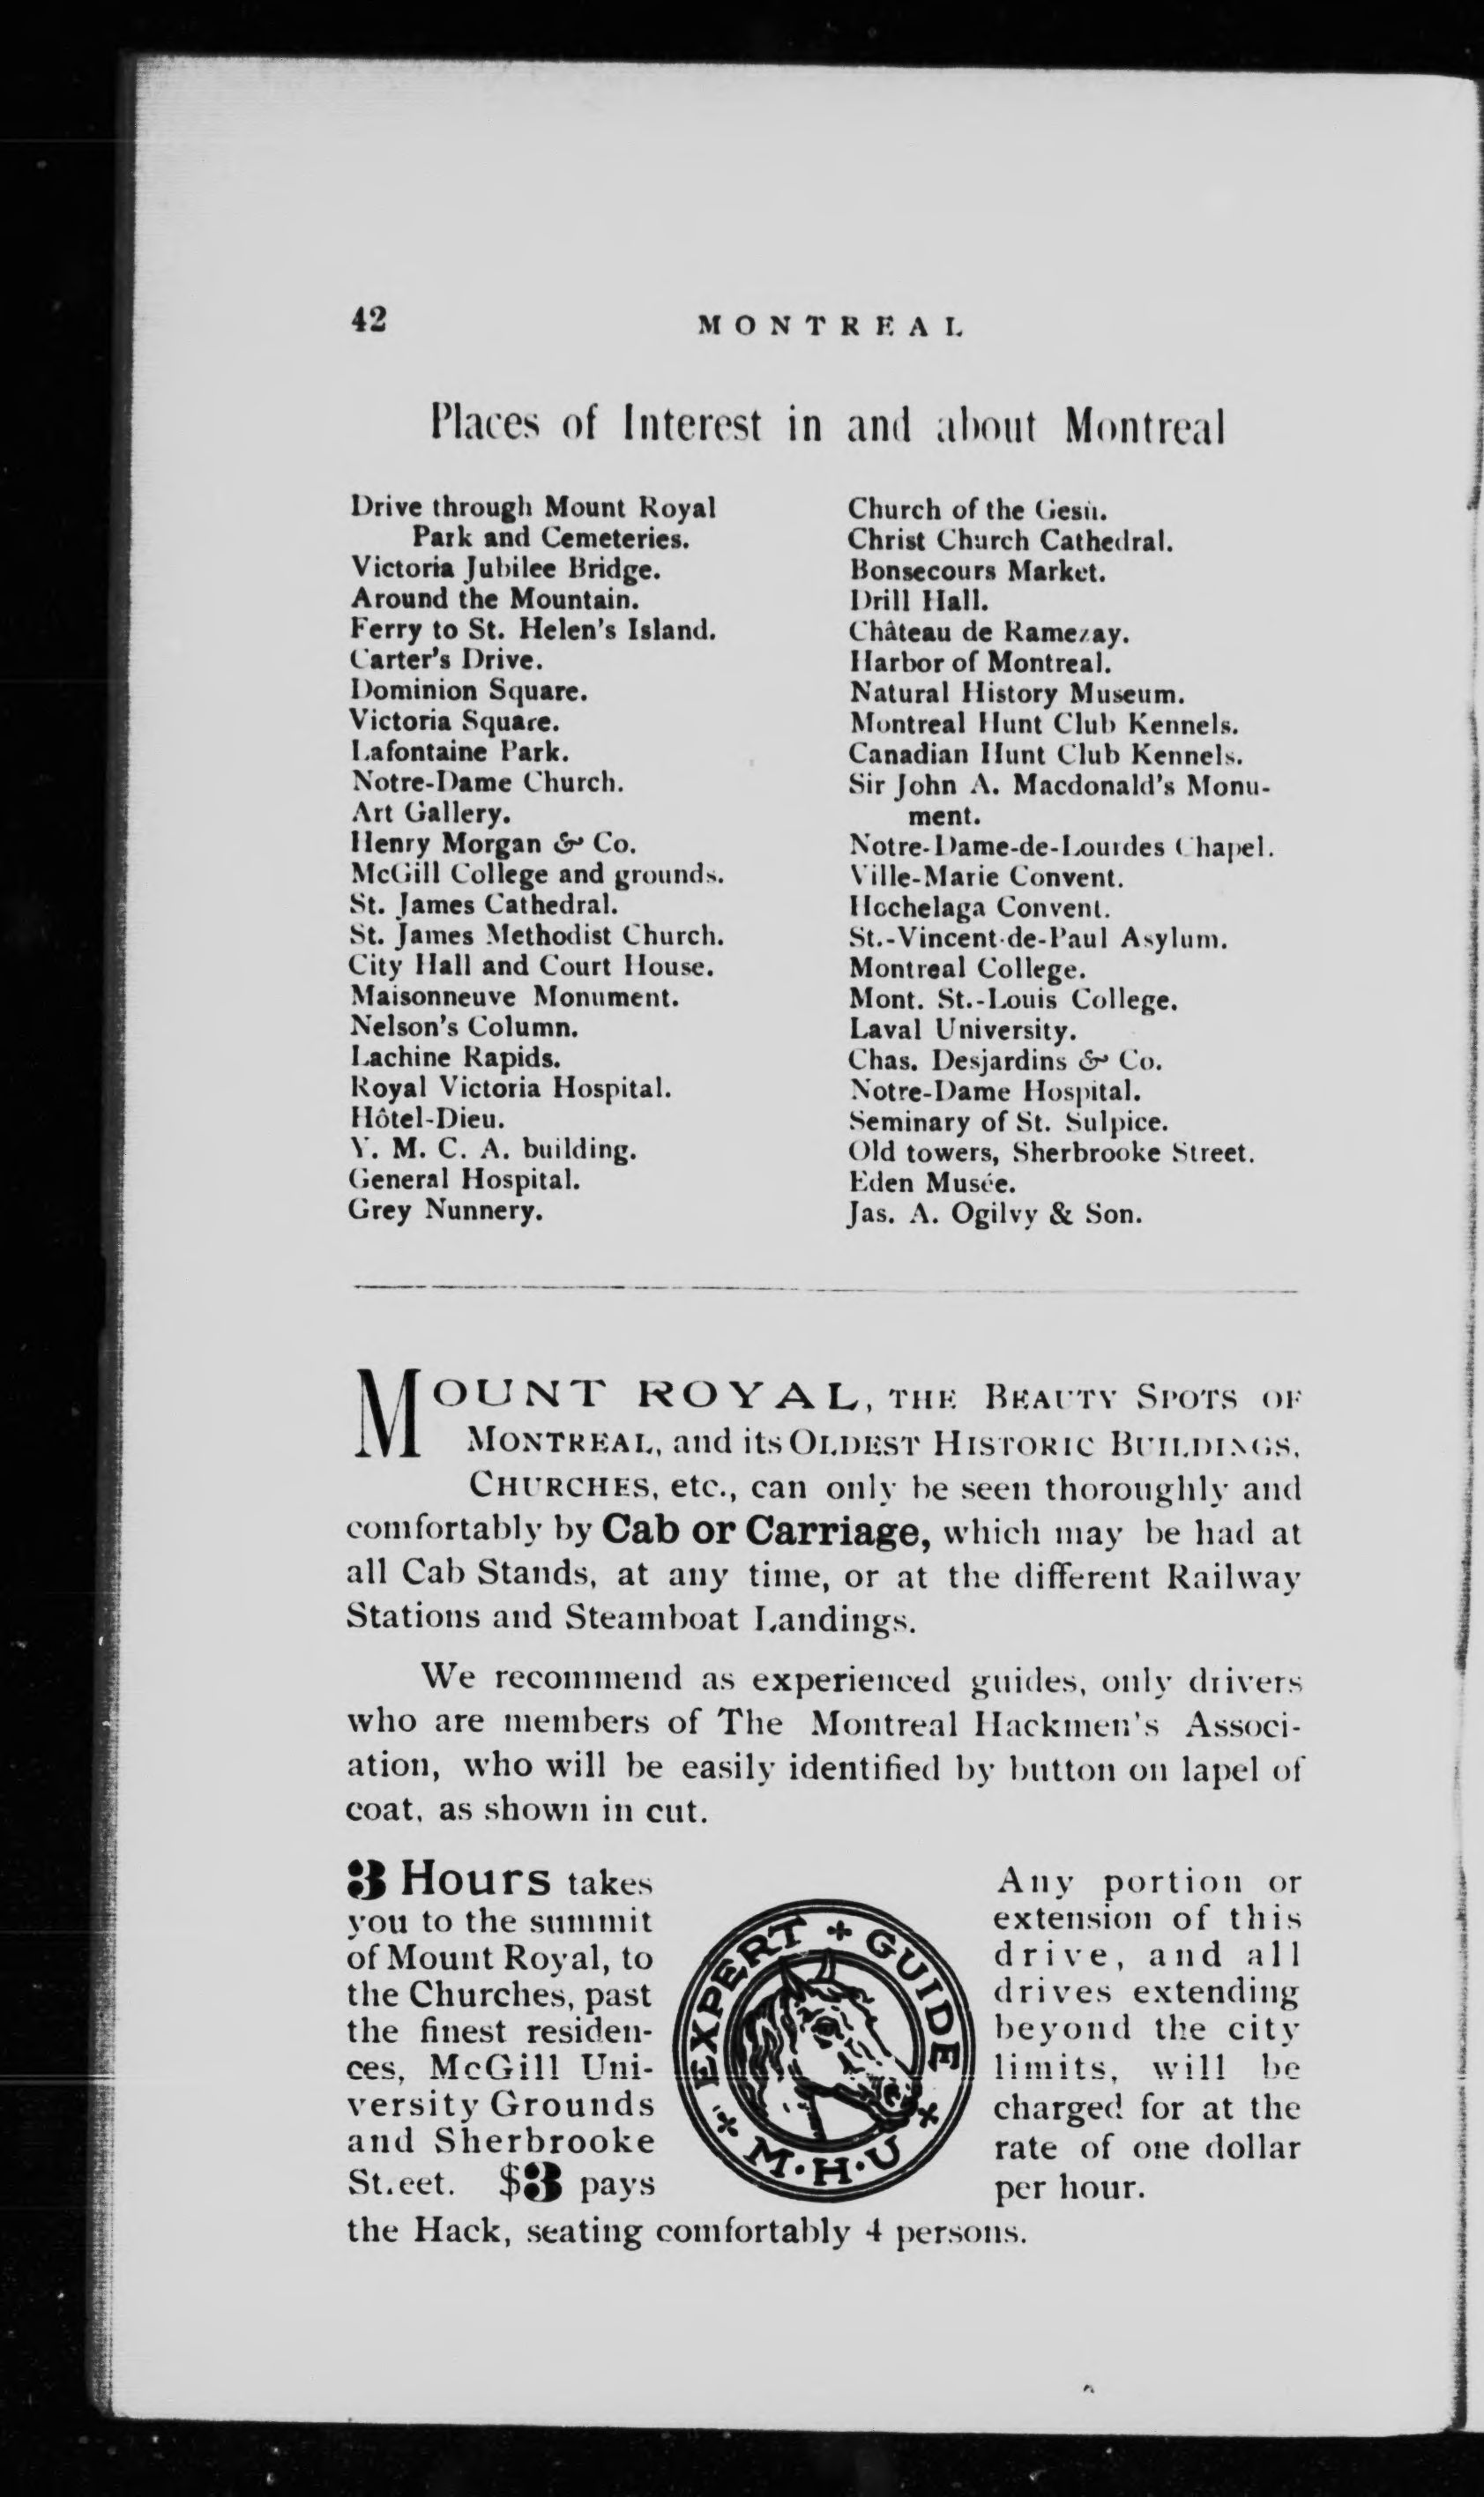 42
MONTREAL
Places of Interest in and about Montreal
Drive through Mount Royal
Park and Cemeteries.
Victoria Jubilee Bridge.
Around the Mountain.
Ferry to St. Helen's Island.
Carter's Drive.
Dominion Square.
Victoria Square.
Lafontaine Park.
Notre-Dame Church.
Art Gallery.
Henry Morgan & Co.
McGill College and grounds.
St. James Cathedral.
St. James Methodist Church.
City Hall and Court House.
Maisonneuve Monument.
Nelson's Column.
Lachine Rapids.
Royal Victoria Hospital.
Hôtel-Dieu.
Y. M. C. A. building.
General Hospital.
Grey Nunnery.
Church of the Gesù.
Christ Church Cathedral.
Bonsecours Market.
Drill Hall.
Château de Ramezay.
Harbor of Montreal.
Natural History Museum.
Montreal Hunt Club Kennels.
Canadian Hunt Club Kennels.
Sir John A. Macdonald's Monu-
ment.
Notre-Dame-de-Lourdes Chapel.
Ville-Marie Convent.
Hochelaga Convent.
St.-Vincent-de-Paul Asylum.
Montreal College.
Mont. St.-Louis College.
Laval University.
Chas. Desjardins & Co.
Notre-Dame Hospital.
Seminary of St. Sulpice.
Old towers, Sherbrooke Street.
Eden Musée.
Jas. A. Ogilvy & Son.
MOUNT ROYAL, THE BEAUTY SPOTS OF
MONTREAL, and its OLDEST HISTORIC BUILDINGS,
CHURCHES, etc., can only be seen thoroughly and
comfortably by Cab or Carriage, which may be had at
all Cab Stands, at any time, or at the different Railway
Stations and Steamboat Landings.
We recommend as experienced guides, only drivers
who are members of The Montreal Hackmen's Associ-
ation, who will be easily identified by button on lapel of
coat, as shown in cut.
3 Hours takes
you to the summit
of Mount Royal, to
the Churches, past
the finest residen-
ces, McGill Uni-
versity Grounds
and Sherbrooke
Street. $3 pays
the Hack, seating comfortably 4 persons.
EXPERT + GUIDE
M·H·U
Any portion or
extension of this
drive, and all
drives extending
beyond the city
limits, will be
charged for at the
rate of one dollar
per hour.